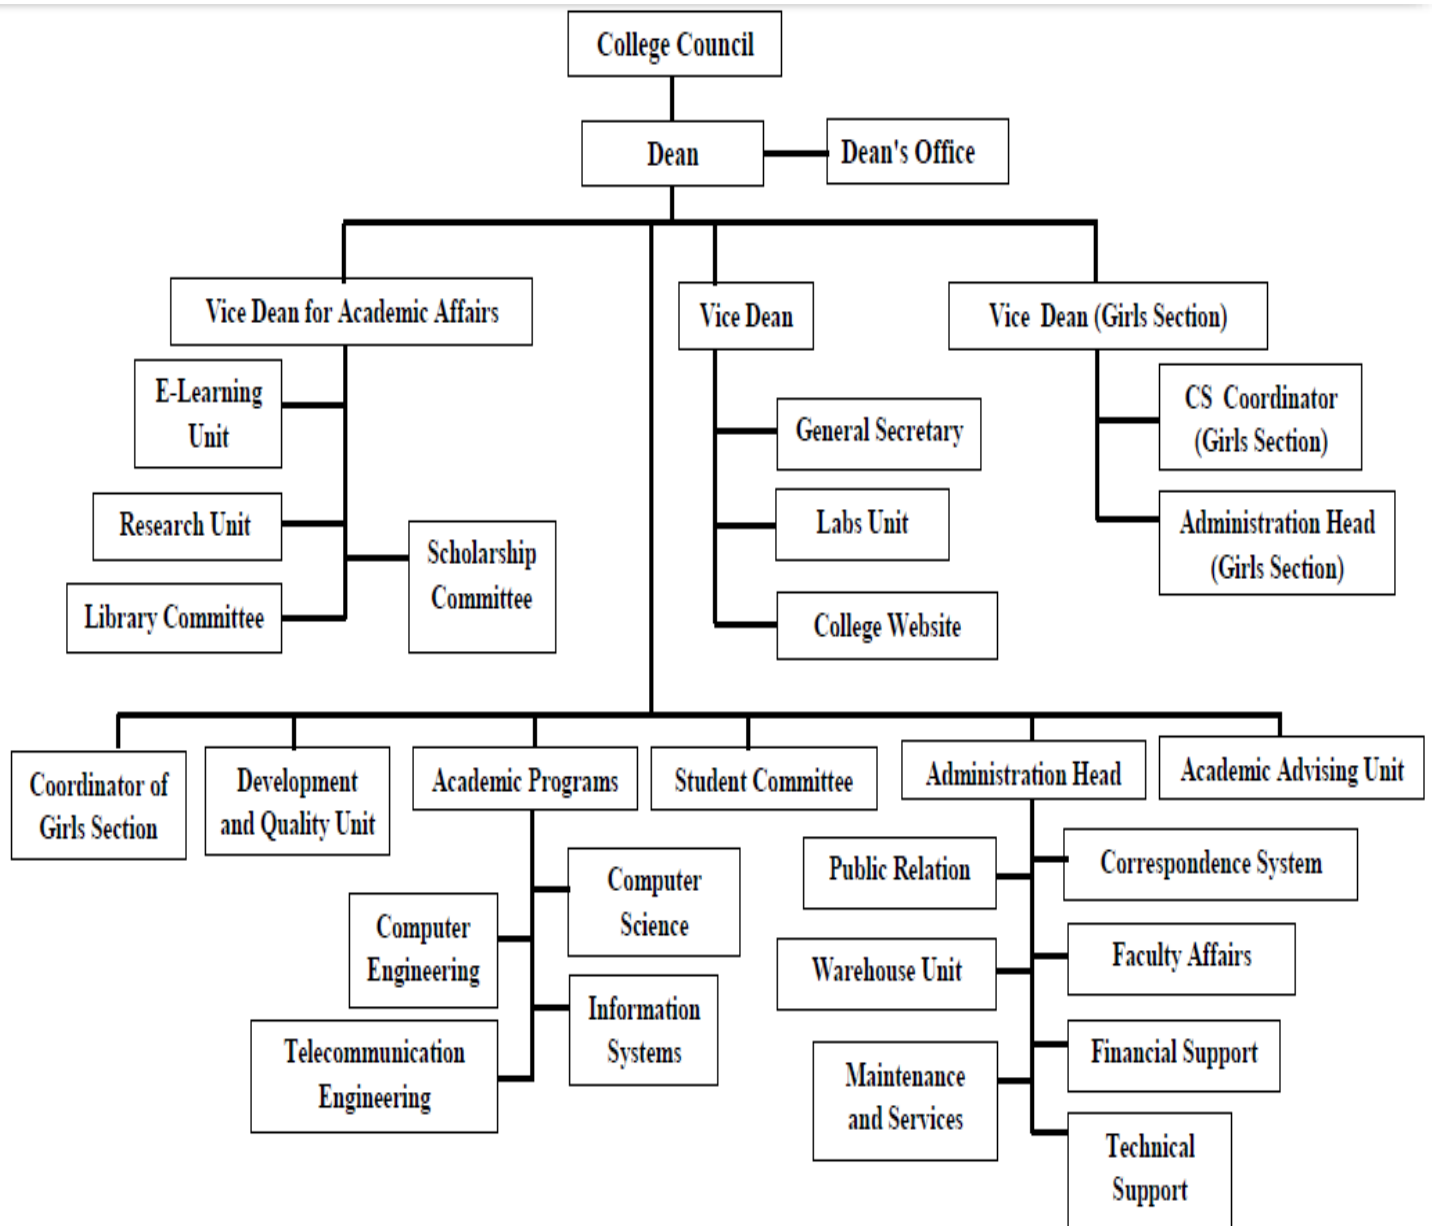 College Council
Dean
Dean's Office
Vice Dean for Academic Affairs
Vice Dean
Vice Dean (Girls Section)
E-Learning
Unit
Research Unit
Library Committee
Scholarship
Committee
General Secretary
Labs Unit
College Website
CS Coordinator
(Girls Section)
Administration Head
(Girls Section)
Coordinator of
Girls Section
Development
and Quality Unit
Academic Programs
Student Committee
Administration Head
Academic Advising Unit
Computer
Science
Computer
Engineering
Information
Systems
Telecommunication
Engineering
Public Relation
Correspondence System
Warehouse Unit
Faculty Affairs
Maintenance
and Services
Financial Support
Technical
Support